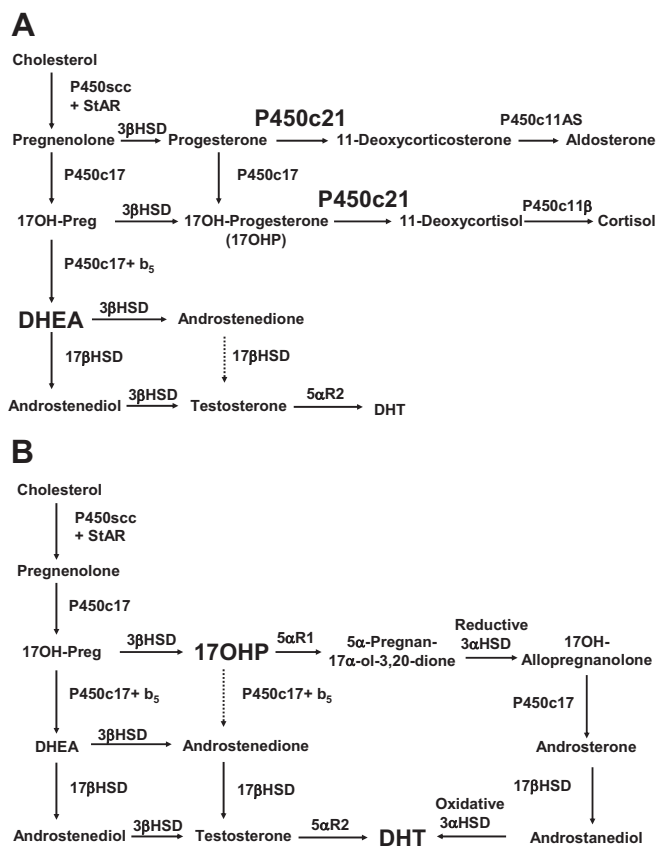 A
Cholesterol
P450scc
+ StAR
P450c21
Pregnenolone 3βHSD Progesterone 11-Deoxycorticosterone P450c11AS Aldosterone
P450c17 P450c17
P450c21
17OH-Preg 3βHSD 17OH-Progesterone 11-Deoxycortisol P450c11β Cortisol
(17OHP)
P450c17+ b5
DHEA 3βHSD Androstenedione
17βHSD 17βHSD
Androstenediol 3βHSD Testosterone 5αR2 DHT
B
Cholesterol
P450scc
+ StAR
Pregnenolone
P450c17
17OH-Preg 3βHSD 17OHP 5αR1 5α-Pregnan- Reductive 17OH-
17α-ol-3,20-dione 3αHSD Allopregnanolone
P450c17+ b5 P450c17+ b5 P450c17
DHEA 3βHSD Androstenedione Androsterone
17βHSD 17βHSD 17βHSD
Oxidative
Androstenediol 3βHSD Testosterone 5αR2 DHT 3αHSD Androstanediol